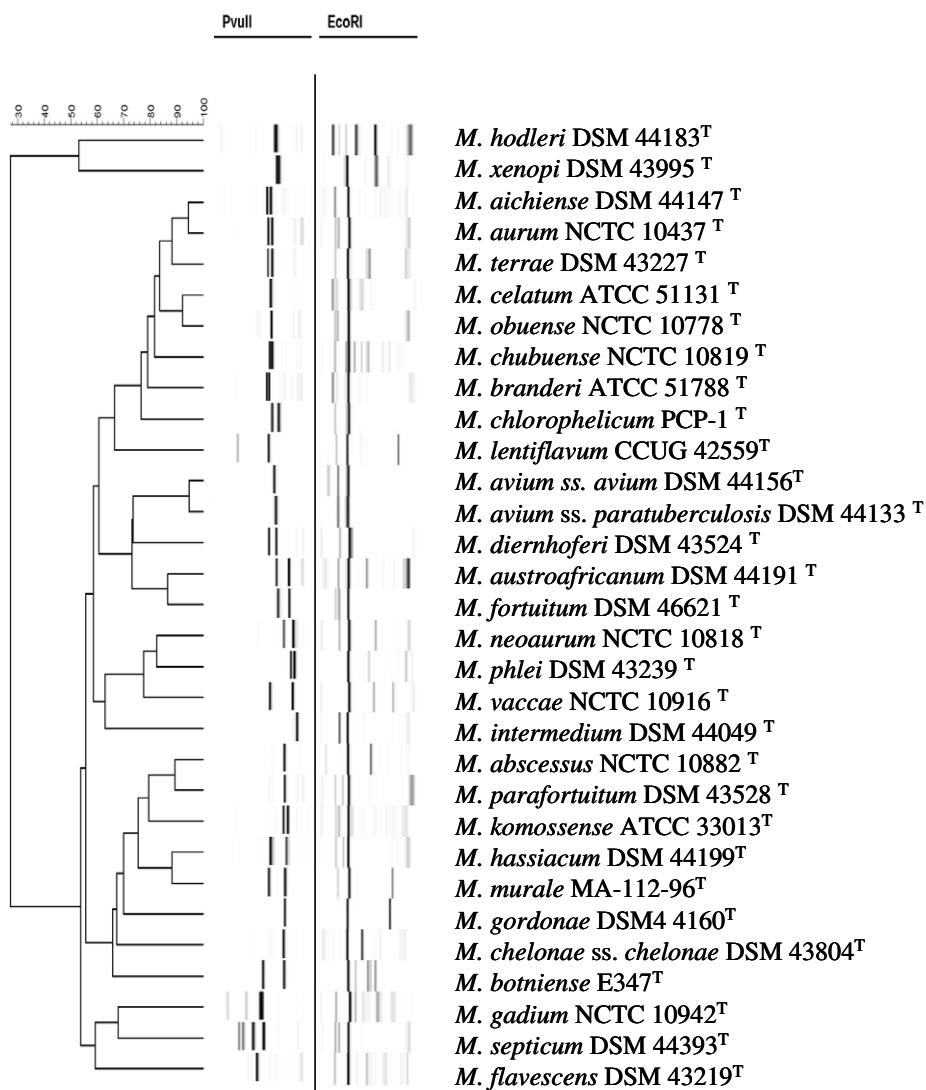 PvuII EcoRI
30 40 50 60 70 80 90 100
M. hodleri DSM 44183T
M. xenopi DSM 43995 T
M. aichiense DSM 44147 T
M. aurum NCTC 10437 T
M. terrae DSM 43227 T
M. celatum ATCC 51131 T
M. obuense NCTC 10778 T
M. chubuense NCTC 10819 T
M. branderi ATCC 51788 T
M. chlorophelicum PCP-1 T
M. lentiflavum CCUG 42559T
M. avium ss. avium DSM 44156T
M. avium ss. paratuberculosis DSM 44133 T
M. diernhoferi DSM 43524 T
M. austroafricanum DSM 44191 T
M. fortuitum DSM 46621 T
M. neoaurum NCTC 10818 T
M. phlei DSM 43239 T
M. vaccae NCTC 10916 T
M. intermedium DSM 44049 T
M. abscessus NCTC 10882 T
M. parafortuitum DSM 43528 T
M. komossense ATCC 33013T
M. hassiacum DSM 44199T
M. murale MA-112-96T
M. gordonae DSM4 4160T
M. chelonae ss. chelonae DSM 43804T
M. botniense E347T
M. gadium NCTC 10942T
M. septicum DSM 44393T
M. flavescens DSM 43219T